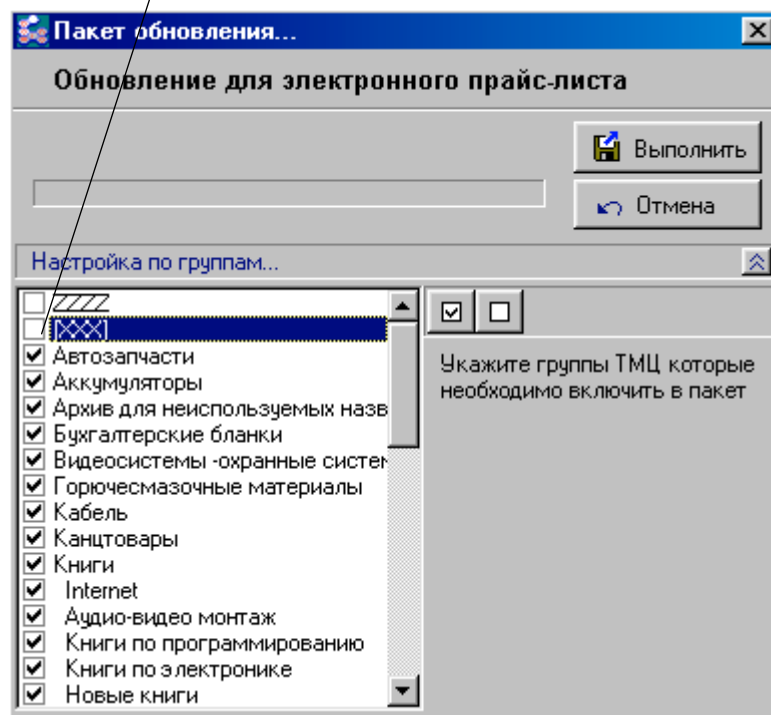 Пакет обновления...
Обновление для электронного прайс-листа
Выполнить
Отмена
Настройка по группам...
ZZZZ
[XXX]
Автозапчасти
Аккумуляторы
Архив для неиспользуемых назв
Бухгалтерские бланки
Видеосистемы -охранные систем
Горючесмазочные материалы
Кабель
Канцтовары
Книги
Internet
Аудио-видео монтаж
Книги по программированию
Книги по электронике
Новые книги
Укажите группы ТМЦ которые
необходимо включить в пакет